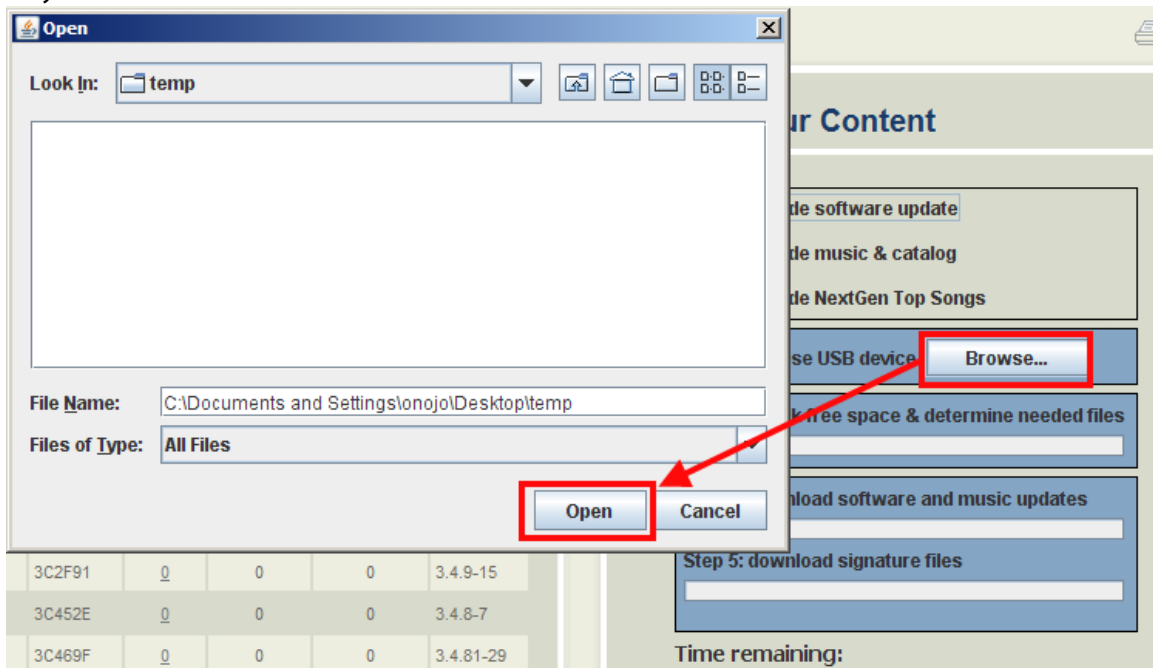 Open
Look In: temp
File Name: C:\Documents and Settings\onojo\Desktop\temp
Files of Type: All Files
Open Cancel
ur Content
de software update
de music & catalog
de NextGen Top Songs
se USB device Browse...
k free space & determine needed files
nload software and music updates
Step 5: download signature files
Time remaining:
3C2F91 0 0 0 3.4.9-15
3C452E 0 0 0 3.4.8-7
3C469F 0 0 0 3.4.81-29